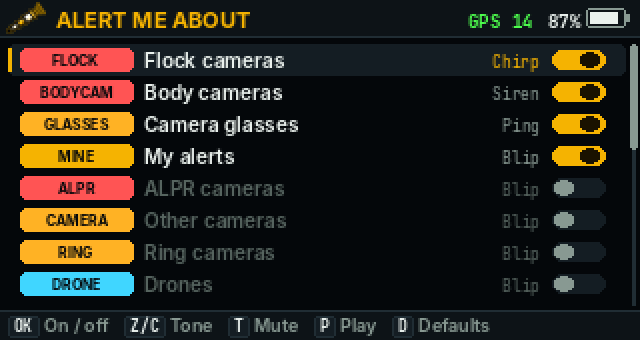 ALERT ME ABOUT GPS 14 87%
FLOCK Flock cameras Chirp
BODYCAM Body cameras Siren
GLASSES Camera glasses Ping
MINE My alerts Blip
ALPR ALPR cameras Blip
CAMERA Other cameras Blip
RING Ring cameras Blip
DRONE Drones Blip
OK On / off Z/C Tone T Mute P Play D Defaults